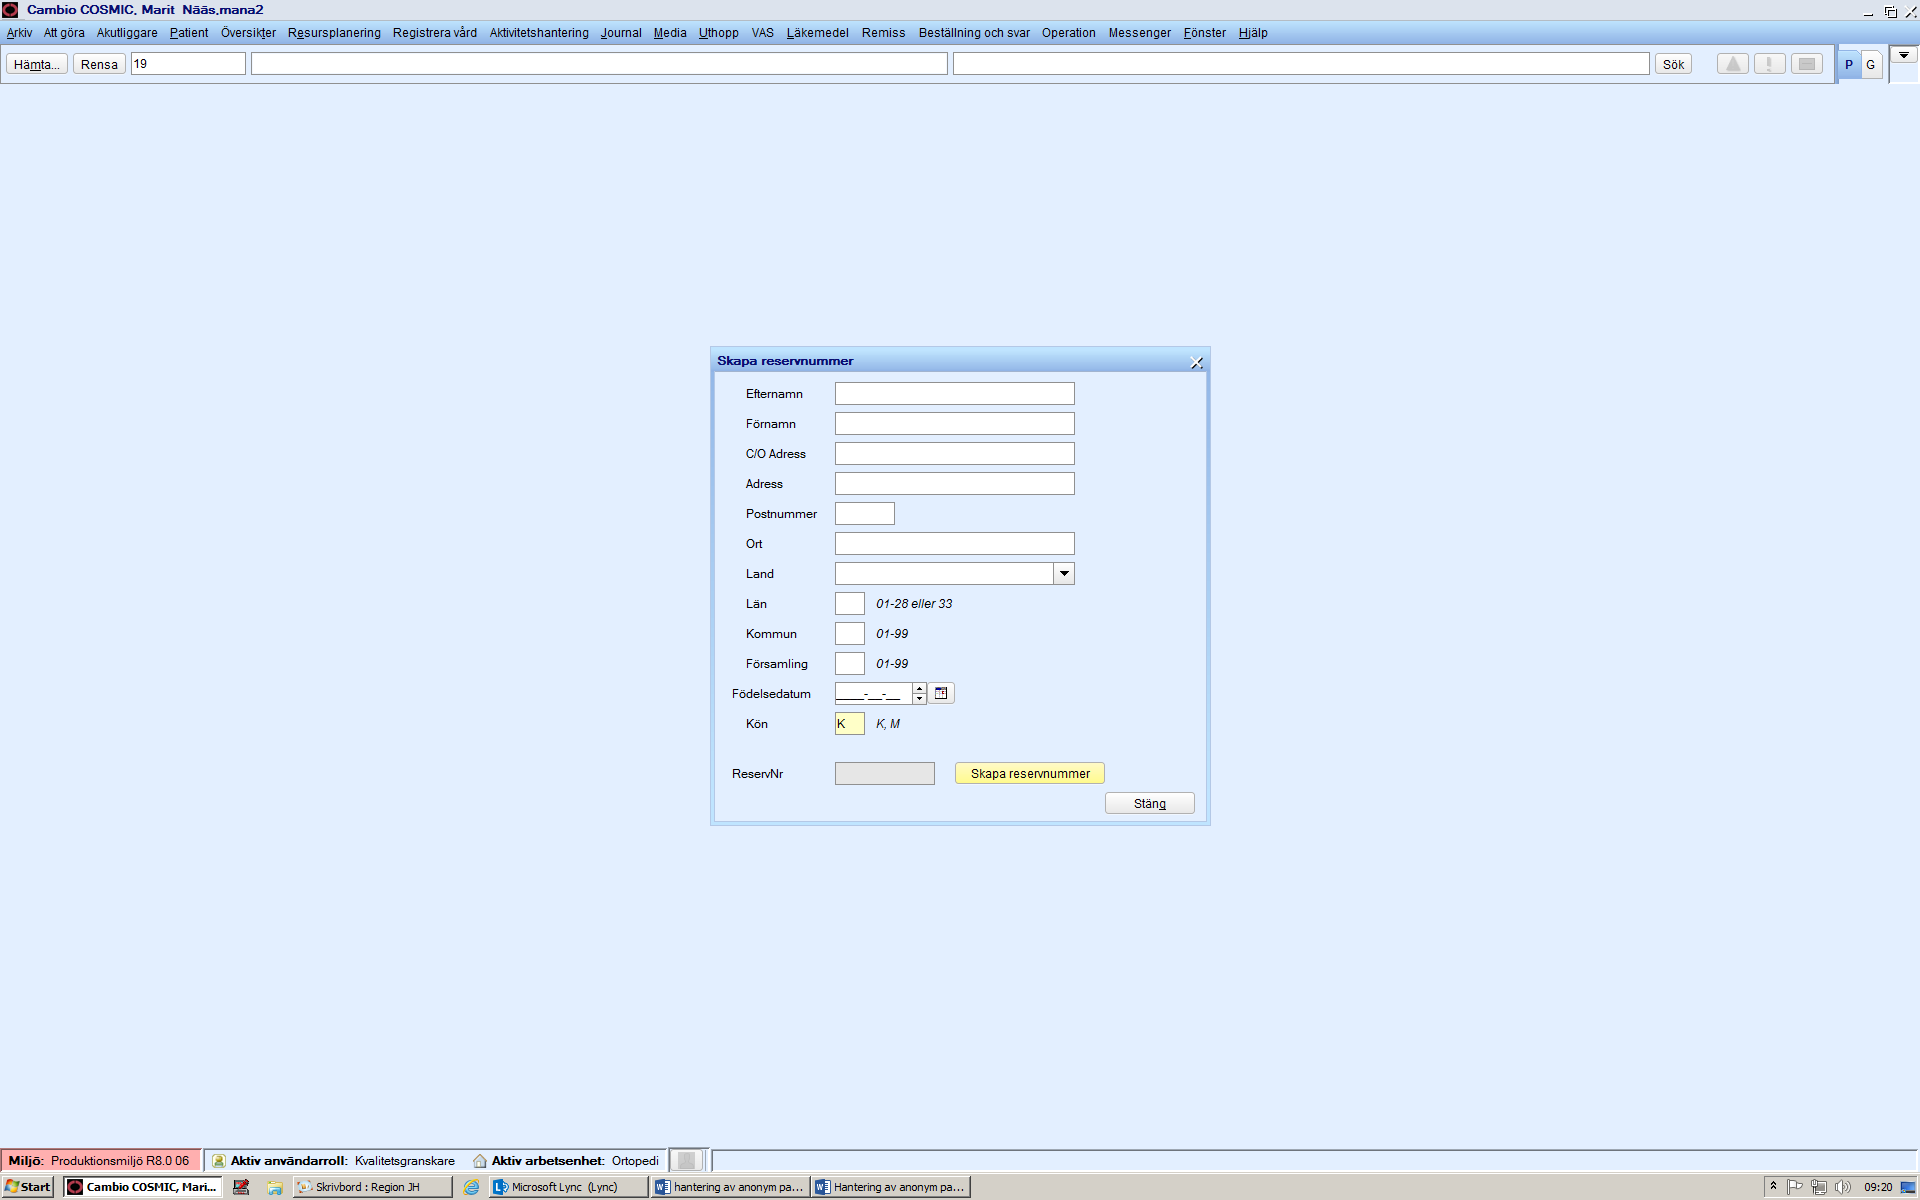 Cambio COSMIC, Marit Nääs,mana2
Arkiv Att göra Akutliggare Patient Översikter Resursplanering Registrera vård Aktivitetshantering Journal Media Uthopp VAS Läkemedel Remiss Beställning och svar Operation Messenger Fönster Hjälp
Hämta... Rensa 19 Sök P G
Skapa reservnummer
Efternamn
Förnamn
C/O Adress
Adress
Postnummer
Ort
Land
Län 01-28 eller 33
Kommun 01-99
Församling 01-99
Födelsedatum ____-__-__
Kön K K, M
ReservNr Skapa reservnummer
Stäng
Miljö: Produktionsmiljö R8.0 06 Aktiv användarroll: Kvalitetsgranskare Aktiv arbetsenhet: Ortopedi
Start Cambio COSMIC, Mari... Skrivbord : Region JH Microsoft Lync (Lync) hantering av anonym pa... Hantering av anonym pa... 09:20